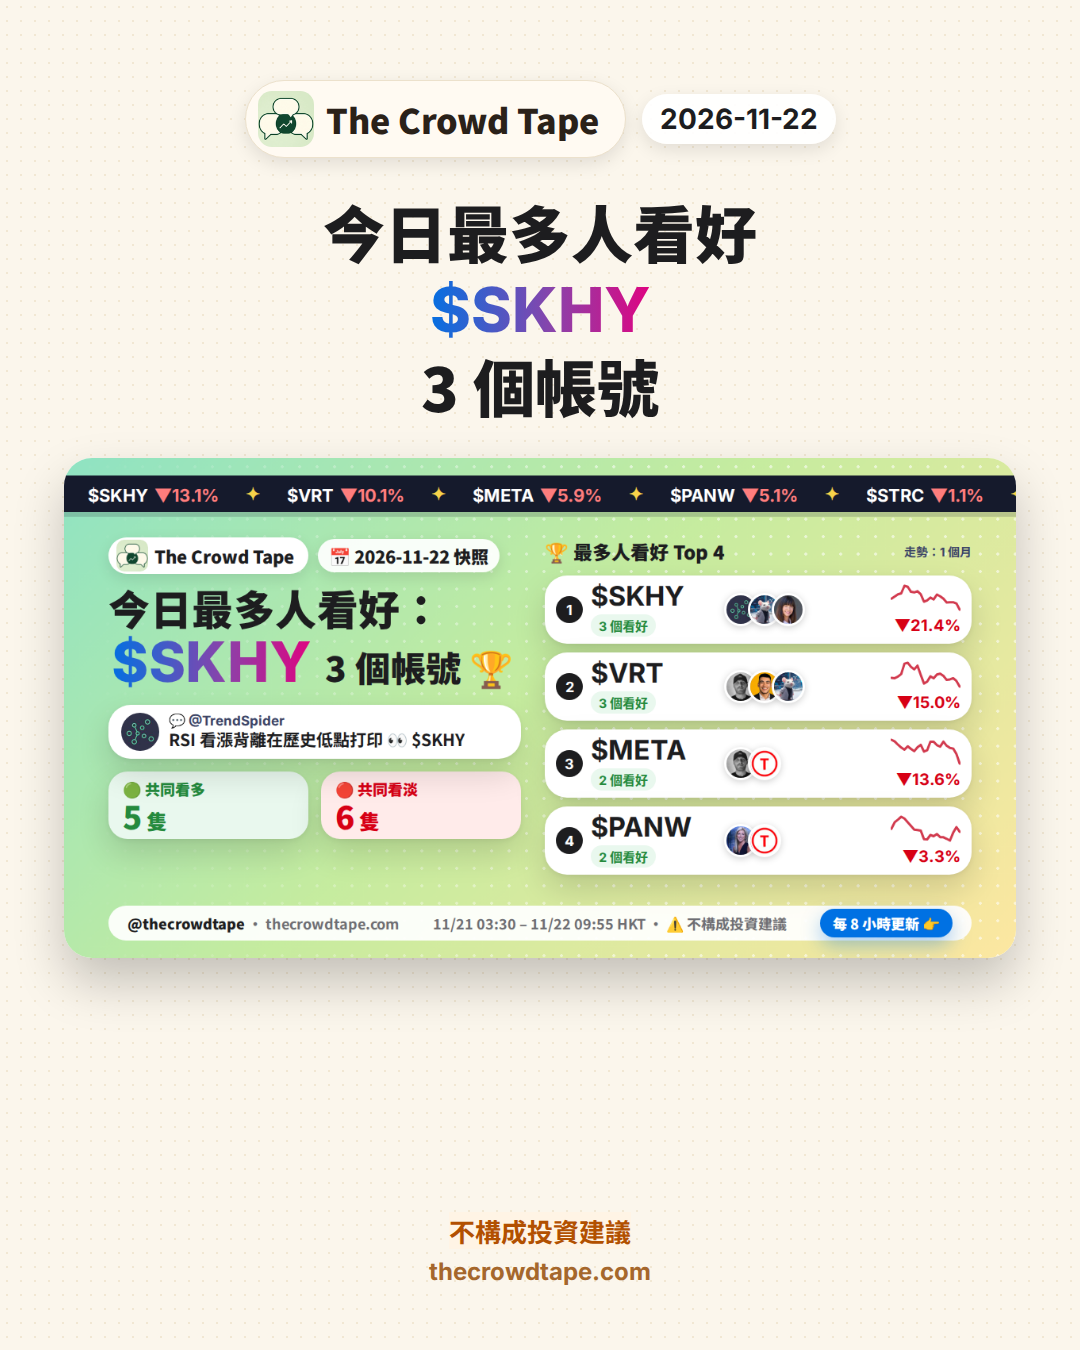 The Crowd Tape
2026-11-22
今日最多人看好
$SKHY
3 個帳號
$SKHY ▼13.1% ✦ $VRT ▼10.1% ✦ $META ▼5.9% ✦ $PANW ▼5.1% ✦ $STRC ▼1.1%
The Crowd Tape
📅 2026-11-22 快照
今日最多人看好：
$SKHY 3 個帳號 🏆
💬 @TrendSpider
RSI 看漲背離在歷史低點打印 👀 $SKHY
🟢 共同看多
5 隻
🔴 共同看淡
6 隻
🏆 最多人看好 Top 4
走勢：1個月
1 $SKHY
3 個看好
▼21.4%
2 $VRT
3 個看好
▼15.0%
3 $META
2 個看好
T
▼13.6%
4 $PANW
2 個看好
T
▼3.3%
@thecrowdtape • thecrowdtape.com
11/21 03:30 – 11/22 09:55 HKT • ⚠️ 不構成投資建議
每 8 小時更新 👉
不構成投資建議
thecrowdtape.com